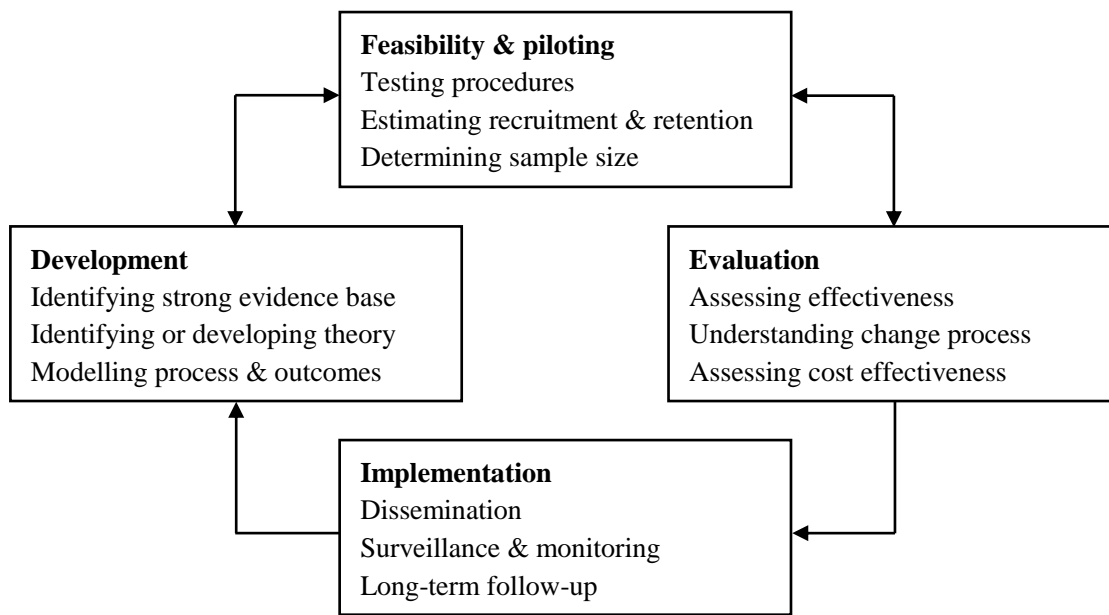 Feasibility & piloting
Testing procedures
Estimating recruitment & retention
Determining sample size
Development
Identifying strong evidence base
Identifying or developing theory
Modelling process & outcomes
Evaluation
Assessing effectiveness
Understanding change process
Assessing cost effectiveness
Implementation
Dissemination
Surveillance & monitoring
Long-term follow-up